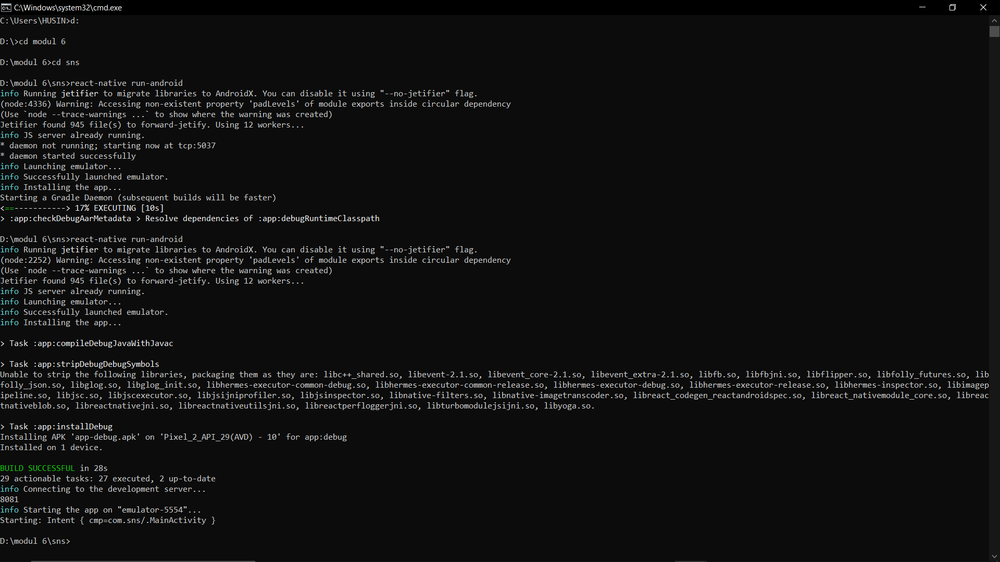 C:\Windows\system32\cmd.exe
C:\Users\HUSIN>d:
D:\>cd modul 6
D:\modul 6>cd sns
D:\modul 6\sns>react-native run-android
info Running jetifier to migrate libraries to AndroidX. You can disable it using "--no-jetifier" flag.
(node:4336) Warning: Accessing non-existent property 'padLevels' of module exports inside circular dependency
(Use `node --trace-warnings ...` to show where the warning was created)
Jetifier found 945 file(s) to forward-jetify. Using 12 workers...
info JS server already running.
* daemon not running; starting now at tcp:5037
* daemon started successfully
info Launching emulator...
info Successfully launched emulator.
info Installing the app...
Starting a Gradle Daemon (subsequent builds will be faster)
<==-----------> 17% EXECUTING [10s]
> :app:checkDebugAarMetadata > Resolve dependencies of :app:debugRuntimeClasspath
D:\modul 6\sns>react-native run-android
info Running jetifier to migrate libraries to AndroidX. You can disable it using "--no-jetifier" flag.
(node:2252) Warning: Accessing non-existent property 'padLevels' of module exports inside circular dependency
(Use `node --trace-warnings ...` to show where the warning was created)
Jetifier found 945 file(s) to forward-jetify. Using 12 workers...
info JS server already running.
info Launching emulator...
info Successfully launched emulator.
info Installing the app...
> Task :app:compileDebugJavaWithJavac
> Task :app:stripDebugDebugSymbols
Unable to strip the following libraries, packaging them as they are: libc++_shared.so, libevent-2.1.so, libevent_core-2.1.so, libevent_extra-2.1.so, libfb.so, libfbjni.so, libflipper.so, libfolly_futures.so, lib
folly_json.so, libglog.so, libglog_init.so, libhermes-executor-common-debug.so, libhermes-executor-common-release.so, libhermes-executor-debug.so, libhermes-executor-release.so, libhermes-inspector.so, libimagep
ipeline.so, libjsc.so, libjscexecutor.so, libjsijniprofiler.so, libjsinspector.so, libnative-filters.so, libnative-imagetranscoder.so, libreact_codegen_reactandroidspec.so, libreact_nativemodule_core.so, libreac
tnativeblob.so, libreactnativejni.so, libreactnativeutilsjni.so, libreactperfloggerjni.so, libturbomodulejsijni.so, libyoga.so.
> Task :app:installDebug
Installing APK 'app-debug.apk' on 'Pixel_2_API_29(AVD) - 10' for app:debug
Installed on 1 device.
BUILD SUCCESSFUL in 28s
29 actionable tasks: 27 executed, 2 up-to-date
info Connecting to the development server...
8081
info Starting the app on "emulator-5554"...
Starting: Intent { cmp=com.sns/.MainActivity }
D:\modul 6\sns>